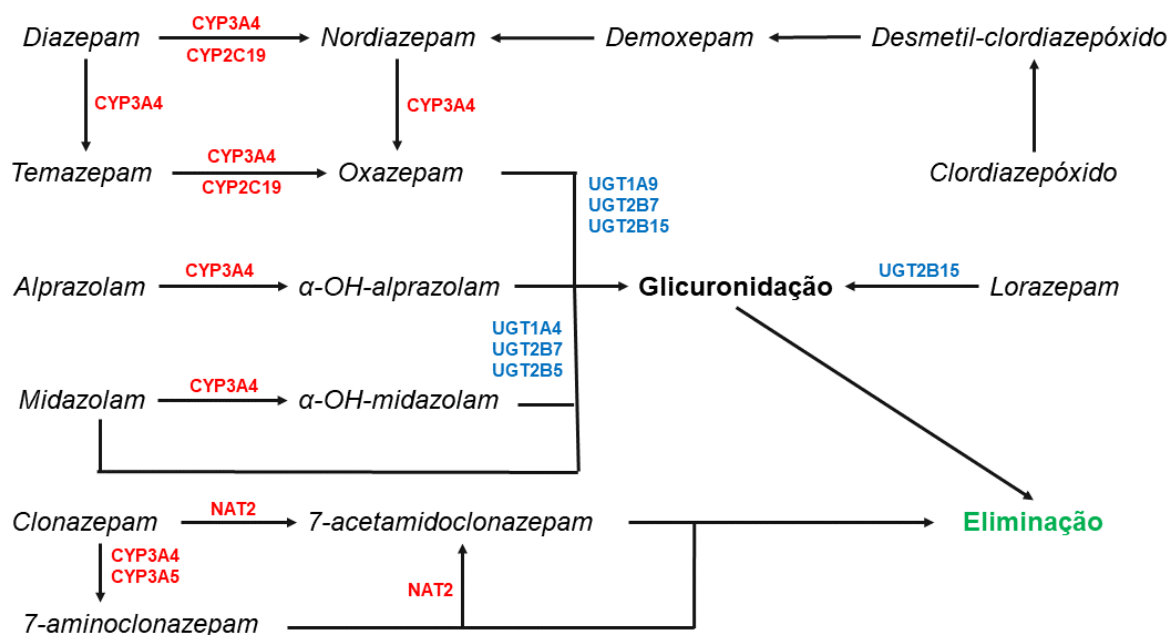 Diazepam
CYP3A4
CYP2C19
Nordiazepam
Demoxepam
Desmetil-clordiazepóxido
CYP3A4
CYP3A4
Temazepam
CYP3A4
CYP2C19
Oxazepam
Clordiazepóxido
UGT1A9
UGT2B7
UGT2B15
Alprazolam
CYP3A4
α-OH-alprazolam
Glicuronidação
UGT2B15
Lorazepam
UGT1A4
UGT2B7
UGT2B5
Midazolam
CYP3A4
α-OH-midazolam
Clonazepam
NAT2
7-acetamidoclonazepam
Eliminação
CYP3A4
CYP3A5
NAT2
7-aminoclonazepam